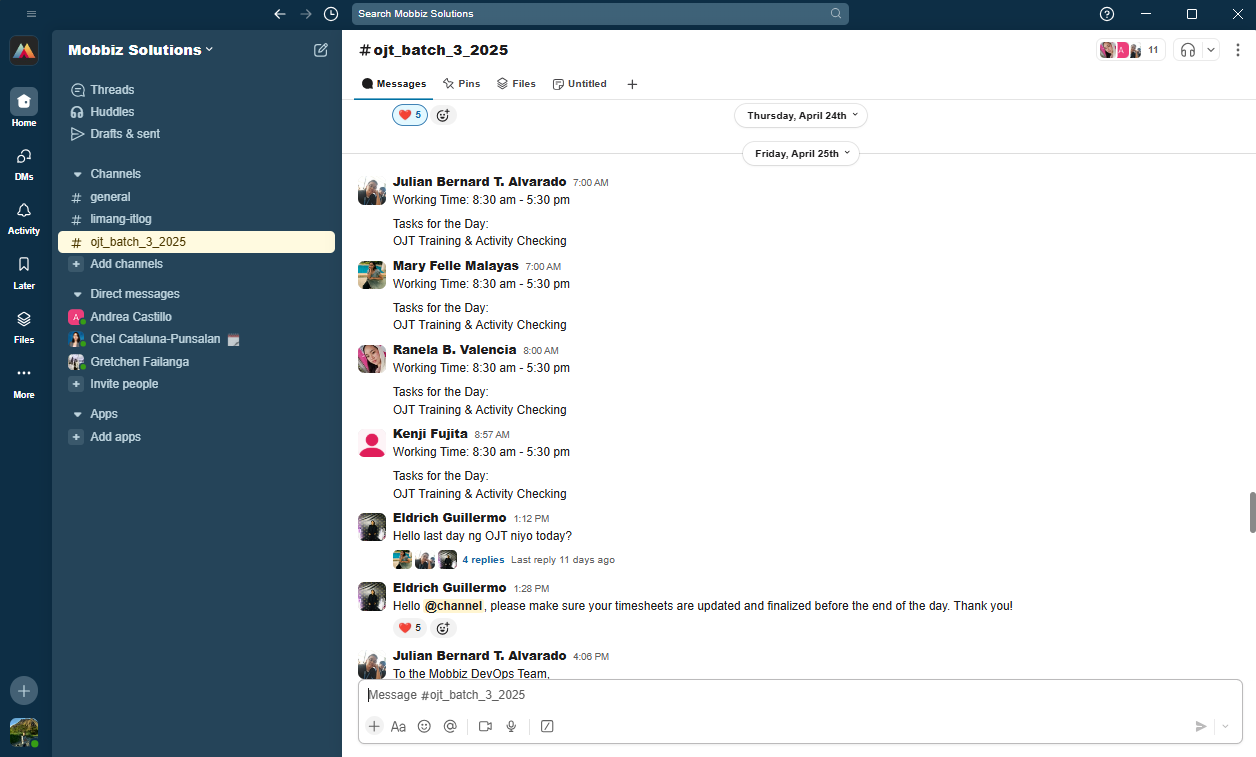 Search Mobbiz Solutions
Home
DMs
Activity
Later
Files
More
Mobbiz Solutions
Threads
Huddles
Drafts & sent
Channels
# general
# limang-itlog
# ojt_batch_3_2025
+ Add channels
Direct messages
A Andrea Castillo
Chel Cataluna-Punsalan
Gretchen Failanga
+ Invite people
Apps
+ Add apps
# ojt_batch_3_2025
A 11
Messages Pins Files Untitled +
5
Thursday, April 24th
Friday, April 25th
Julian Bernard T. Alvarado 7:00 AM
Working Time: 8:30 am - 5:30 pm
Tasks for the Day:
OJT Training & Activity Checking
Mary Felle Malayas 7:00 AM
Working Time: 8:30 am - 5:30 pm
Tasks for the Day:
OJT Training & Activity Checking
Ranela B. Valencia 8:00 AM
Working Time: 8:30 am - 5:30 pm
Tasks for the Day:
OJT Training & Activity Checking
Kenji Fujita 8:57 AM
Working Time: 8:30 am - 5:30 pm
Tasks for the Day:
OJT Training & Activity Checking
Eldrich Guillermo 1:12 PM
Hello last day ng OJT niyo today?
4 replies Last reply 11 days ago
Eldrich Guillermo 1:28 PM
Hello @channel, please make sure your timesheets are updated and finalized before the end of the day. Thank you!
5
Julian Bernard T. Alvarado 4:06 PM
To the Mobbiz DevOps Team,
Message #ojt_batch_3_2025
Aa